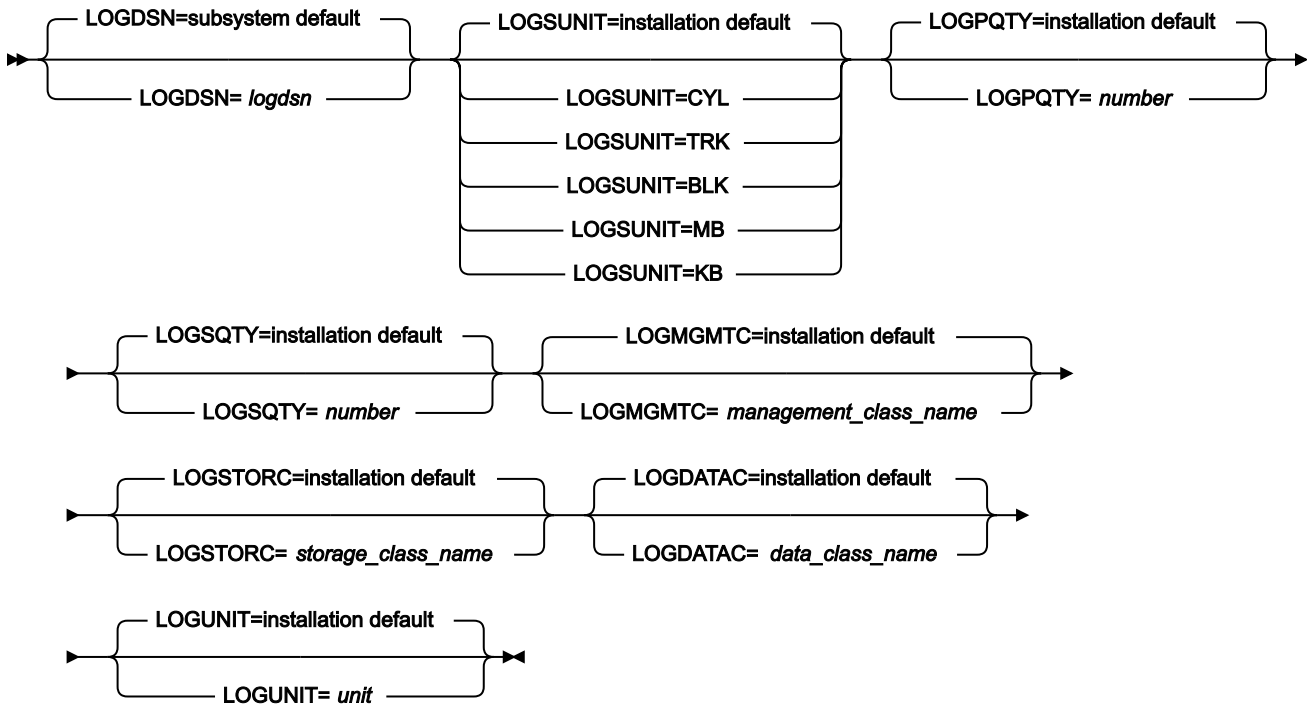 LOGDSN=subsystem default
LOGDSN= logdsn
LOGSUNIT=installation default
LOGSUNIT=CYL
LOGSUNIT=TRK
LOGSUNIT=BLK
LOGSUNIT=MB
LOGSUNIT=KB
LOGPQTY=installation default
LOGPQTY= number
LOGSQTY=installation default
LOGSQTY= number
LOGMGMTC=installation default
LOGMGMTC= management_class_name
LOGSTORC=installation default
LOGSTORC= storage_class_name
LOGDATAC=installation default
LOGDATAC= data_class_name
LOGUNIT=installation default
LOGUNIT= unit